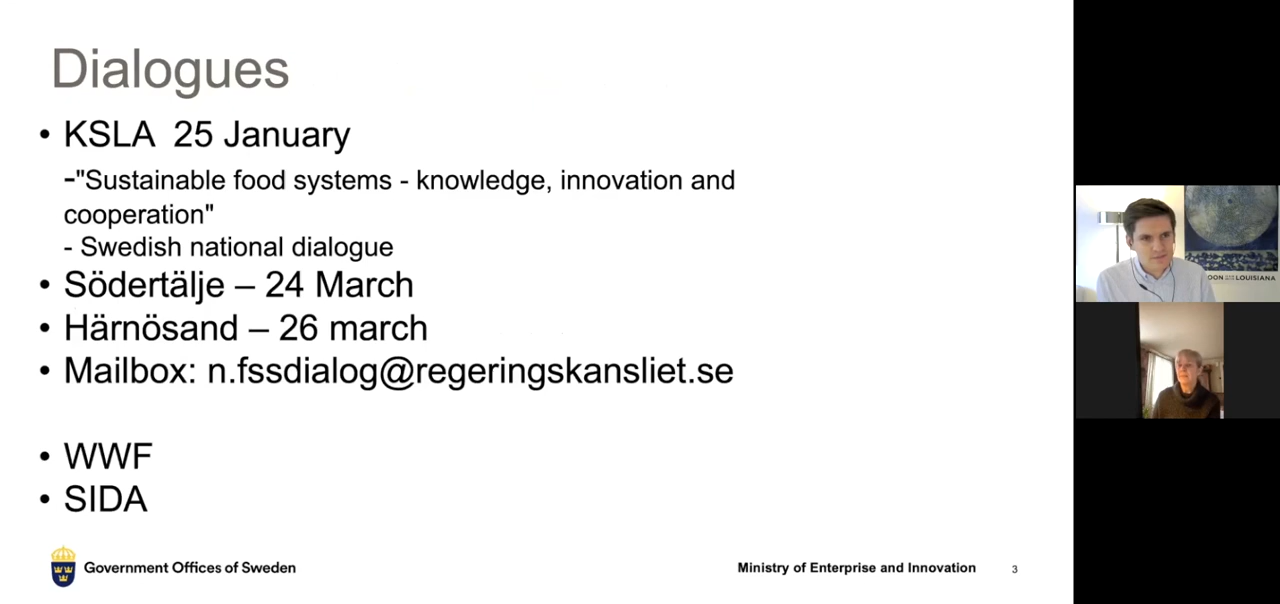 Dialogues
• KSLA 25 January
-"Sustainable food systems - knowledge, innovation and
cooperation"
- Swedish national dialogue
• Södertälje – 24 March
• Härnösand – 26 march
• Mailbox: n.fssdialog@regeringskansliet.se
• WWF
• SIDA
Government Offices of Sweden
Ministry of Enterprise and Innovation
3
LOUISIANA